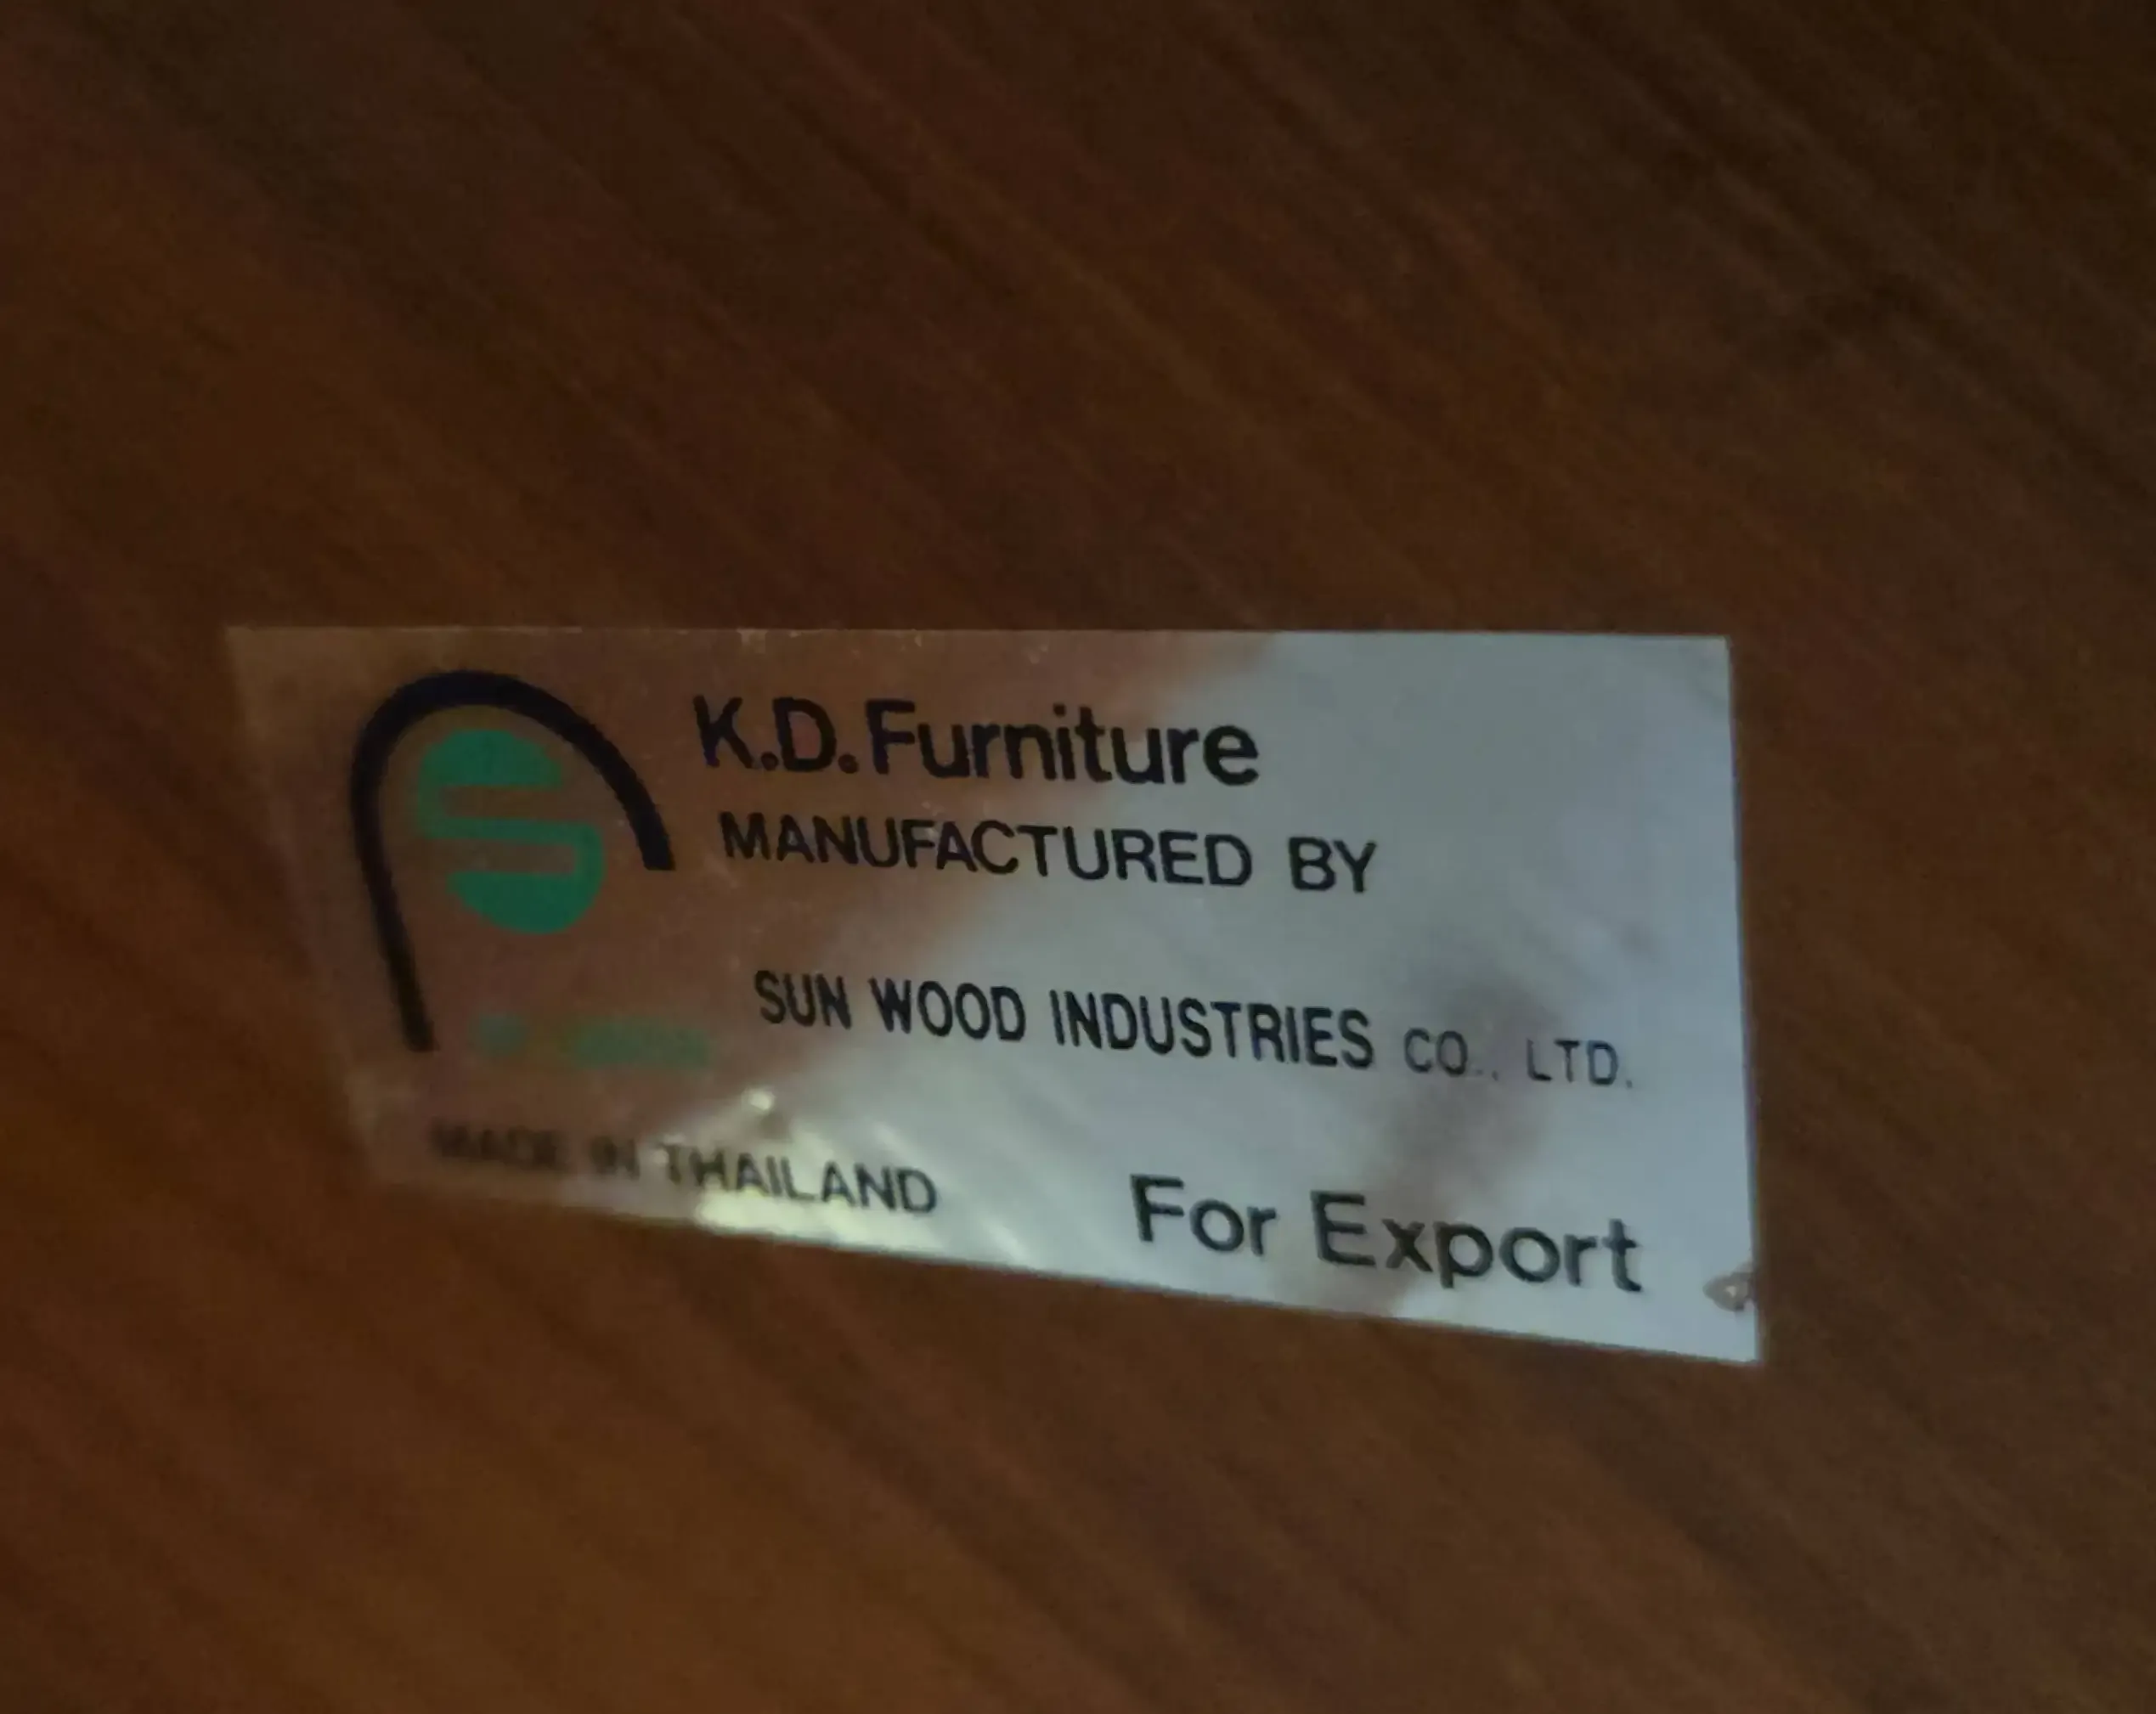 K.D. Furniture
MANUFACTURED BY
SUN WOOD INDUSTRIES CO., LTD.
MADE IN THAILAND
For Export